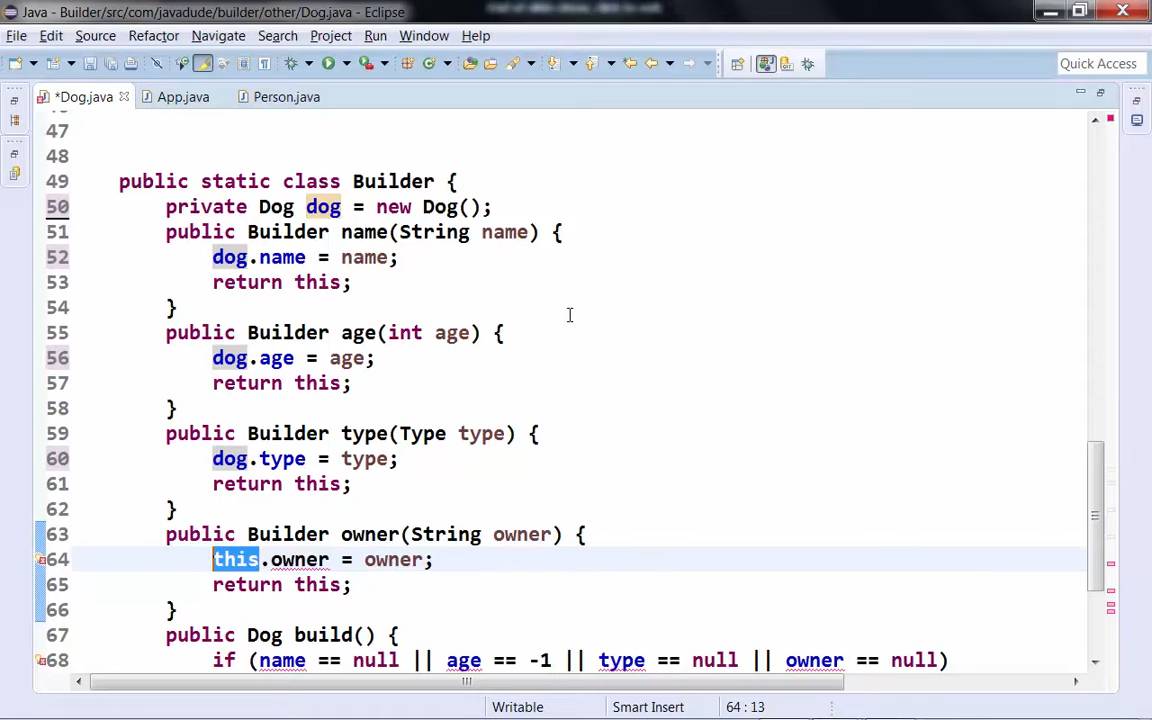 Java - Builder/src/com/javadude/builder/other/Dog.java - Eclipse
File Edit Source Refactor Navigate Search Project Run Window Help
Quick Access
*Dog.java App.java Person.java
47
48
49 public static class Builder {
50 private Dog dog = new Dog();
51 public Builder name(String name) {
52 dog.name = name;
53 return this;
54 }
55 public Builder age(int age) {
56 dog.age = age;
57 return this;
58 }
59 public Builder type(Type type) {
60 dog.type = type;
61 return this;
62 }
63 public Builder owner(String owner) {
64 this.owner = owner;
65 return this;
66 }
67 public Dog build() {
68 if (name == null || age == -1 || type == null || owner == null)
Writable Smart Insert 64 : 13